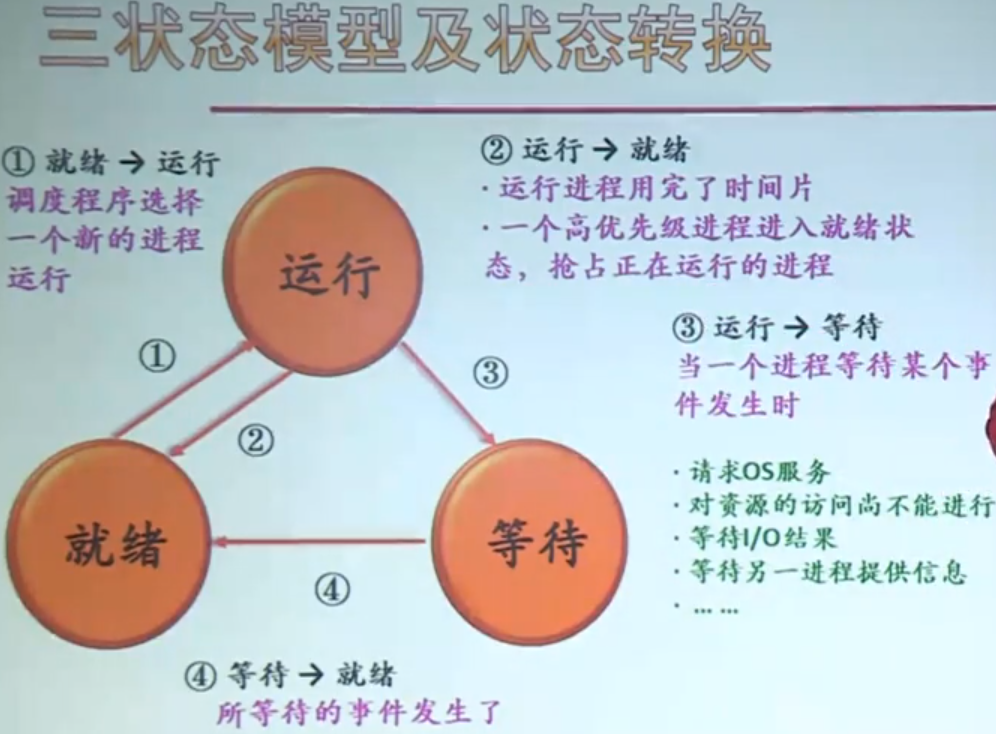 三状态模型及状态转换
① 就绪 → 运行
调度程序选择
一个新的进程
运行
② 运行 → 就绪
· 运行进程用完了时间片
· 一个高优先级进程进入就绪状
态，抢占正在运行的进程
③ 运行 → 等待
当一个进程等待某个事
件发生时
· 请求OS服务
· 对资源的访问尚不能进行
· 等待I/O结果
· 等待另一进程提供信息
· ... ...
运行
①
②
③
就绪
等待
④
④ 等待 → 就绪
所等待的事件发生了